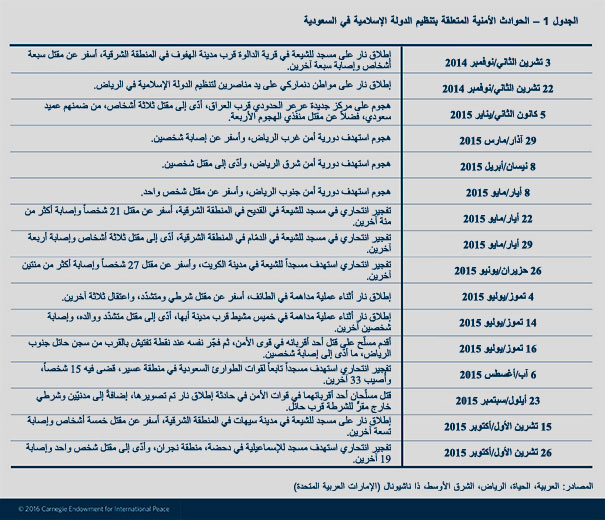 الجدول 1 – الحوادث الأمنية المتعلقة بتنظيم الدولة الإسلامية في السعودية
3 تشرين الثاني/نوفمبر 2014
إطلاق نار على مسجد للشيعة في قرية الدالوة قرب مدينة الهفوف في المنطقة الشرقية، أسفر عن مقتل سبعة
أشخاص وإصابة سبعة آخرين.
22 تشرين الثاني/نوفمبر 2014
إطلاق نار على مواطن دنماركي على يد مناصرين لتنظيم الدولة الإسلامية في الرياض.
5 كانون الثاني/يناير 2015
هجوم على مركز جديدة عرعر الحدودي قرب العراق، أدّى إلى مقتل ثلاثة أشخاص، من ضمنهم عميد
سعودي، فضلاً عن مقتل منفّذي الهجوم الأربعة.
29 آذار/مارس 2015
هجوم استهدف دورية أمن غرب الرياض، وأسفر عن إصابة شخصين.
8 نيسان/أبريل 2015
هجوم استهدف دورية أمن شرق الرياض، وأدّى إلى مقتل شخصين.
8 أيار/مايو 2015
هجوم استهدف دورية أمن جنوب الرياض، وأسفر عن مقتل شخص واحد.
22 أيار/مايو 2015
تفجير انتحاري في مسجد للشيعة في القديح في المنطقة الشرقية، أسفر عن مقتل 21 شخصاً وإصابة أكثر من
مئة آخرين.
29 أيار/مايو 2015
تفجير انتحاري في مسجد للشيعة في الدمّام في المنطقة الشرقية، أدّى إلى مقتل ثلاثة أشخاص وإصابة أربعة
آخرين.
26 حزيران/يونيو 2015
تفجير انتحاري استهدف مسجداً للشيعة في مدينة الكويت، وأسفر عن مقتل 27 شخصاً وإصابة أكثر من مئتين
آخرين.
4 تموز/يوليو 2015
إطلاق نار أثناء عملية مداهمة في الطائف، أسفر عن مقتل شرطي ومتشدّد، واعتقال ثلاثة آخرين.
14 تموز/يوليو 2015
إطلاق نار أثناء عملية مداهمة في خميس مشيط قرب مدينة أبها، أدّى إلى مقتل متشدّد ووالده، وإصابة
شخصين آخرين.
16 تموز/يوليو 2015
أقدم مسلّح على قتل أحد أقربائه في قوى الأمن، ثم فجّر نفسه عند نقطة تفتيش بالقرب من سجن حائل جنوب
الرياض، ما أدّى إلى إصابة شخصين.
6 آب/أغسطس 2015
تفجير انتحاري استهدف مسجداً تابعاً لقوات الطوارئ السعودية في منطقة عسير، قضى فيه 15 شخصاً،
وأصيب 33 آخرين.
23 أيلول/سبتمبر 2015
قتل مسلّحان أحد أقربائهما في قوات الأمن في حادثة إطلاق نار تم تصويرها، إضافةً إلى مدنيّين وشرطي
خارج مقرّ للشرطة قرب حائل.
15 تشرين الأول/أكتوبر 2015
إطلاق نار على مسجد للشيعة في مدينة سيهات في المنطقة الشرقية، أسفر عن مقتل خمسة أشخاص وإصابة
تسعة آخرين.
26 تشرين الأول/أكتوبر 2015
تفجير انتحاري استهدف مسجد للإسماعيلية في دحضة، منطقة نجران، وأدّى إلى مقتل شخص واحد وإصابة
19 آخرين.
المصادر: العربية، الحياة، الرياض، الشرق الأوسط، ذا ناشيونال (الإمارات العربية المتحدة)
© 2016 Carnegie Endowment for International Peace